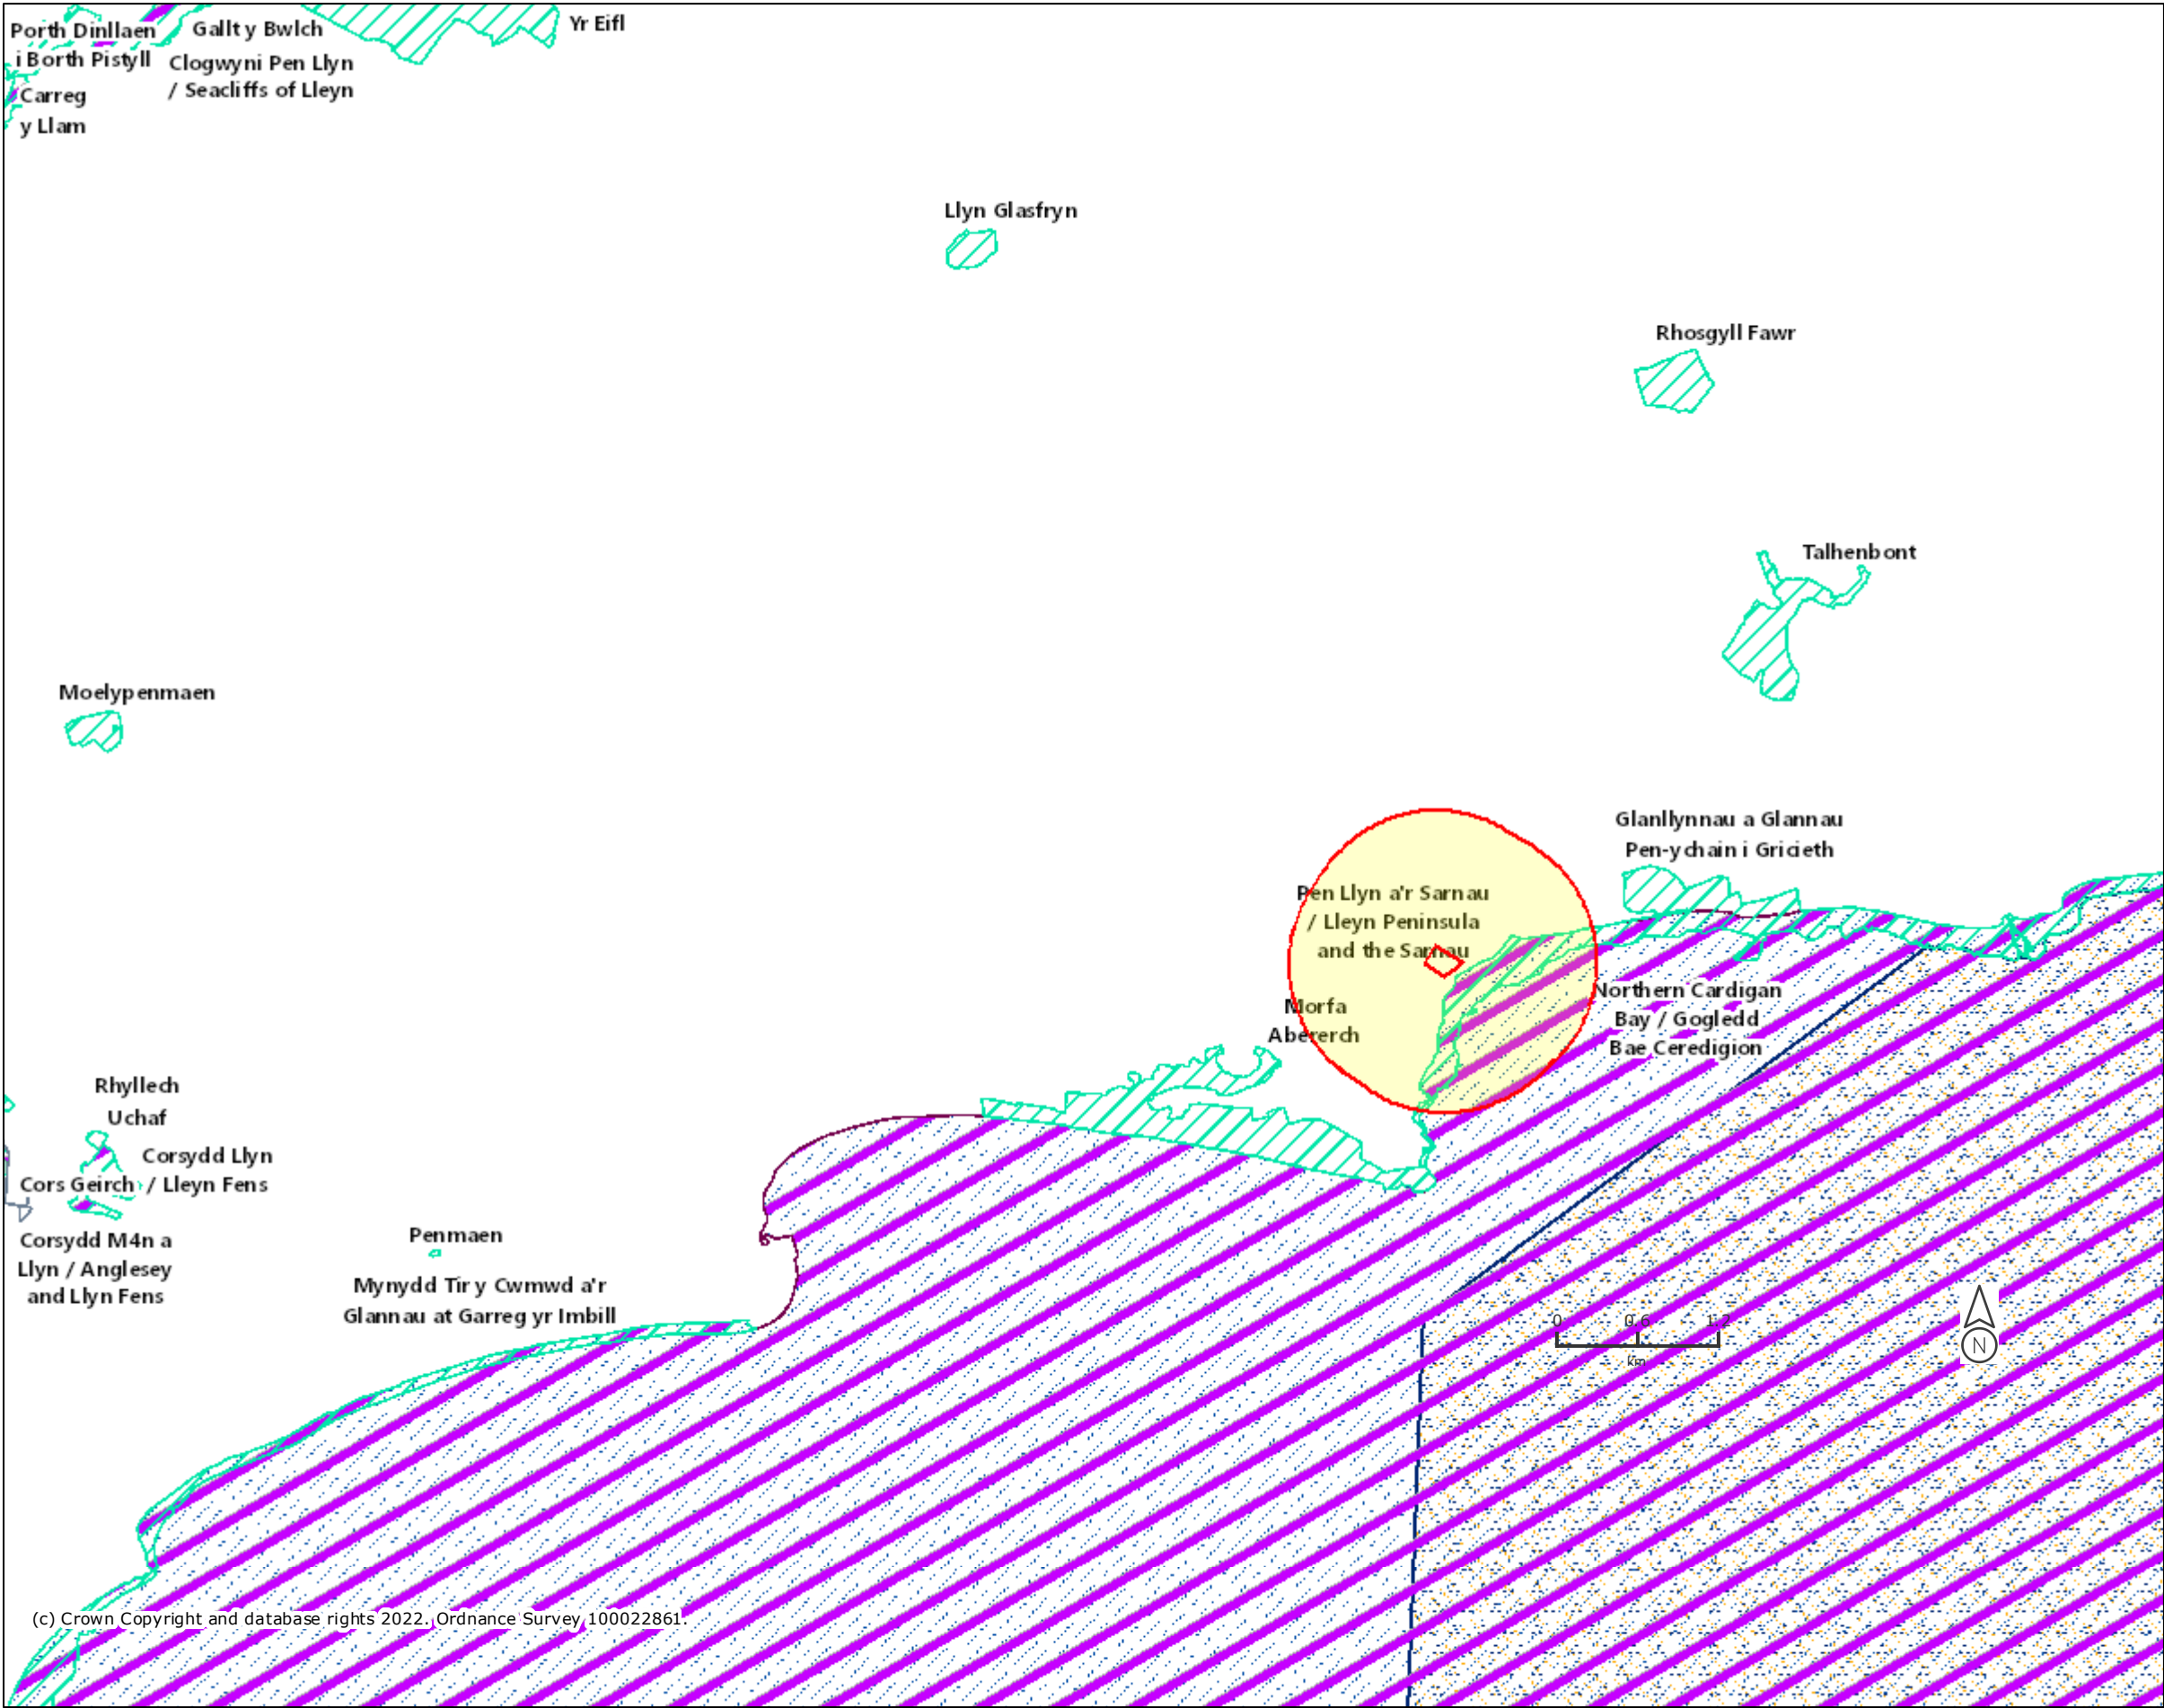 Porth Dinllaen
i Borth Pistyll
Carreg
y Llam
Gallt y Bwlch
Clogwyni Pen Llyn
/ Seacliffs of Lleyn
Yr Eifl
Llyn Glasfryn
Rhosgyll Fawr
Talhenbont
Moelypenmaen
Glanllynnau a Glannau
Pen-ychain i Gricieth
Pen Llyn a'r Sarnau
/ Lleyn Peninsula
and the Sarnau
Morfa
Abererch
Northern Cardigan
Bay / Gogledd
Bae Ceredigion
Rhyllech
Uchaf
Corsydd Llyn
/ Lleyn Fens
Cors Geirch
Corsydd M4n a
Llyn / Anglesey
and Llyn Fens
Penmaen
Mynydd Tir y Cwmwd a'r
Glannau at Garreg yr Imbill
0 0.6 1.2
km
N
(c) Crown Copyright and database rights 2022. Ordnance Survey 100022861.